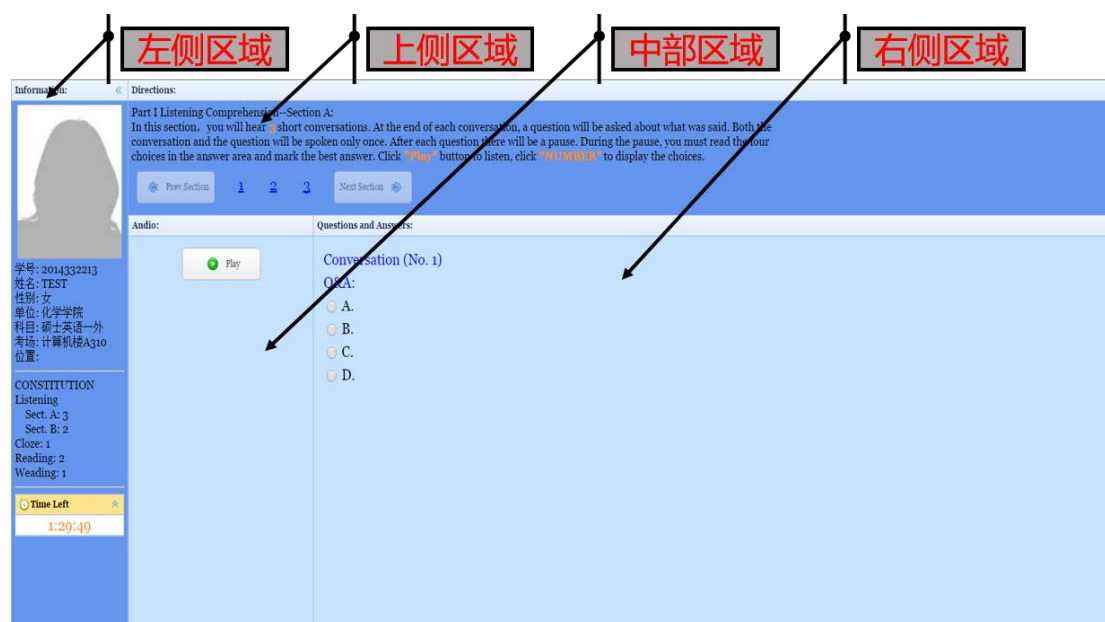 左侧区域
上侧区域
中部区域
右侧区域
Information:
Directions:
Part I Listening Comprehension--Section A:
In this section, you will hear 3 short conversations. At the end of each conversation, a question will be asked about what was said. Both the
conversation and the question will be spoken only once. After each question there will be a pause. During the pause, you must read the four
choices in the answer area and mark the best answer. Click "Play" button to listen, click "NUMBER" to display the choices.
Prev Section 1 2 3 Next Section
学号: 2014332213
姓名: TEST
性别: 女
单位: 化学学院
科目: 硕士英语一外
考场: 计算机楼A310
位置:
CONSTITUTION
Listening
Sect. A: 3
Sect. B: 2
Cloze: 1
Reading: 2
Weading: 1
Time Left
1:29:49
Audio:
Play
Questions and Answers:
Conversation (No. 1)
Q&A:
A.
B.
C.
D.